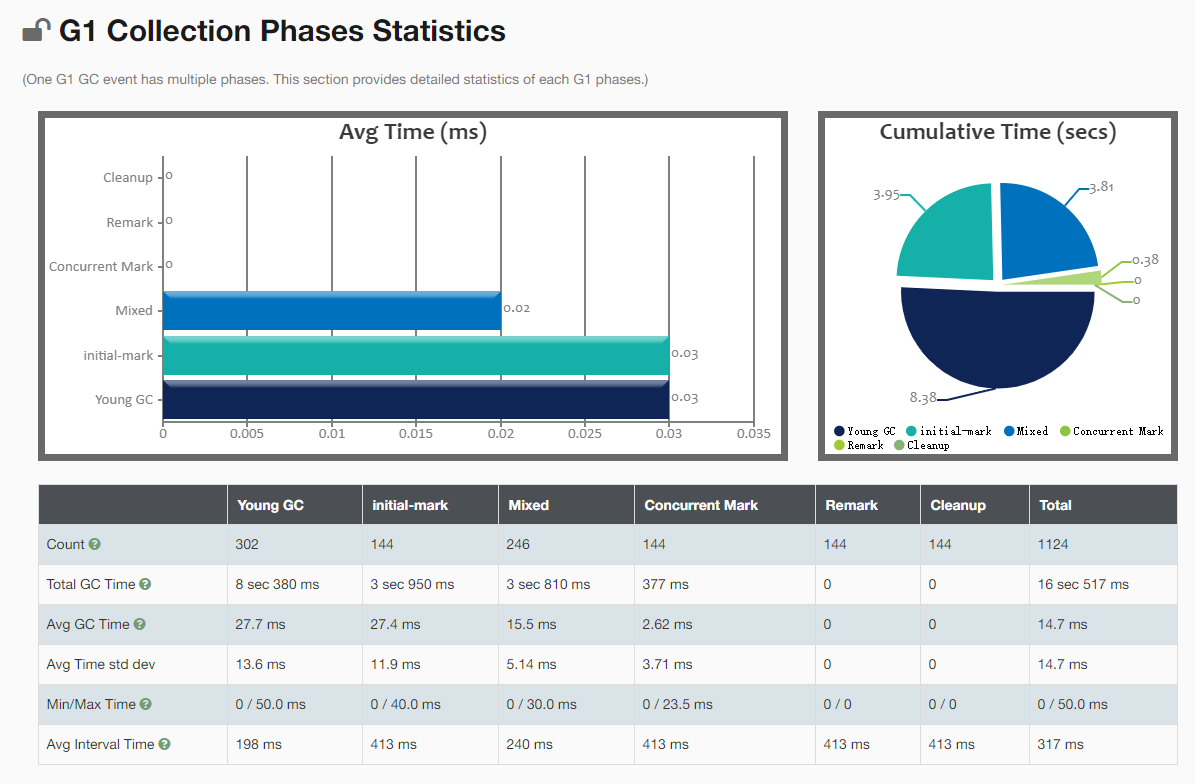 G1 Collection Phases Statistics
(One G1 GC event has multiple phases. This section provides detailed statistics of each G1 phases.)
Avg Time (ms)
Cleanup 0
Remark 0
Concurrent Mark 0
Mixed 0.02
initial-mark 0.03
Young GC 0.03
0 0.005 0.01 0.015 0.02 0.025 0.03 0.035
Cumulative Time (secs)
3.95 3.81
0.38
0
0
8.38
Young GC initial-mark Mixed Concurrent Mark
Remark Cleanup
Young GC initial-mark Mixed Concurrent Mark Remark Cleanup Total
Count 302 144 246 144 144 144 1124
Total GC Time 8 sec 380 ms 3 sec 950 ms 3 sec 810 ms 377 ms 0 0 16 sec 517 ms
Avg GC Time 27.7 ms 27.4 ms 15.5 ms 2.62 ms 0 0 14.7 ms
Avg Time std dev 13.6 ms 11.9 ms 5.14 ms 3.71 ms 0 0 14.7 ms
Min/Max Time 0 / 50.0 ms 0 / 40.0 ms 0 / 30.0 ms 0 / 23.5 ms 0 / 0 0 / 0 0 / 50.0 ms
Avg Interval Time 198 ms 413 ms 240 ms 413 ms 413 ms 413 ms 317 ms